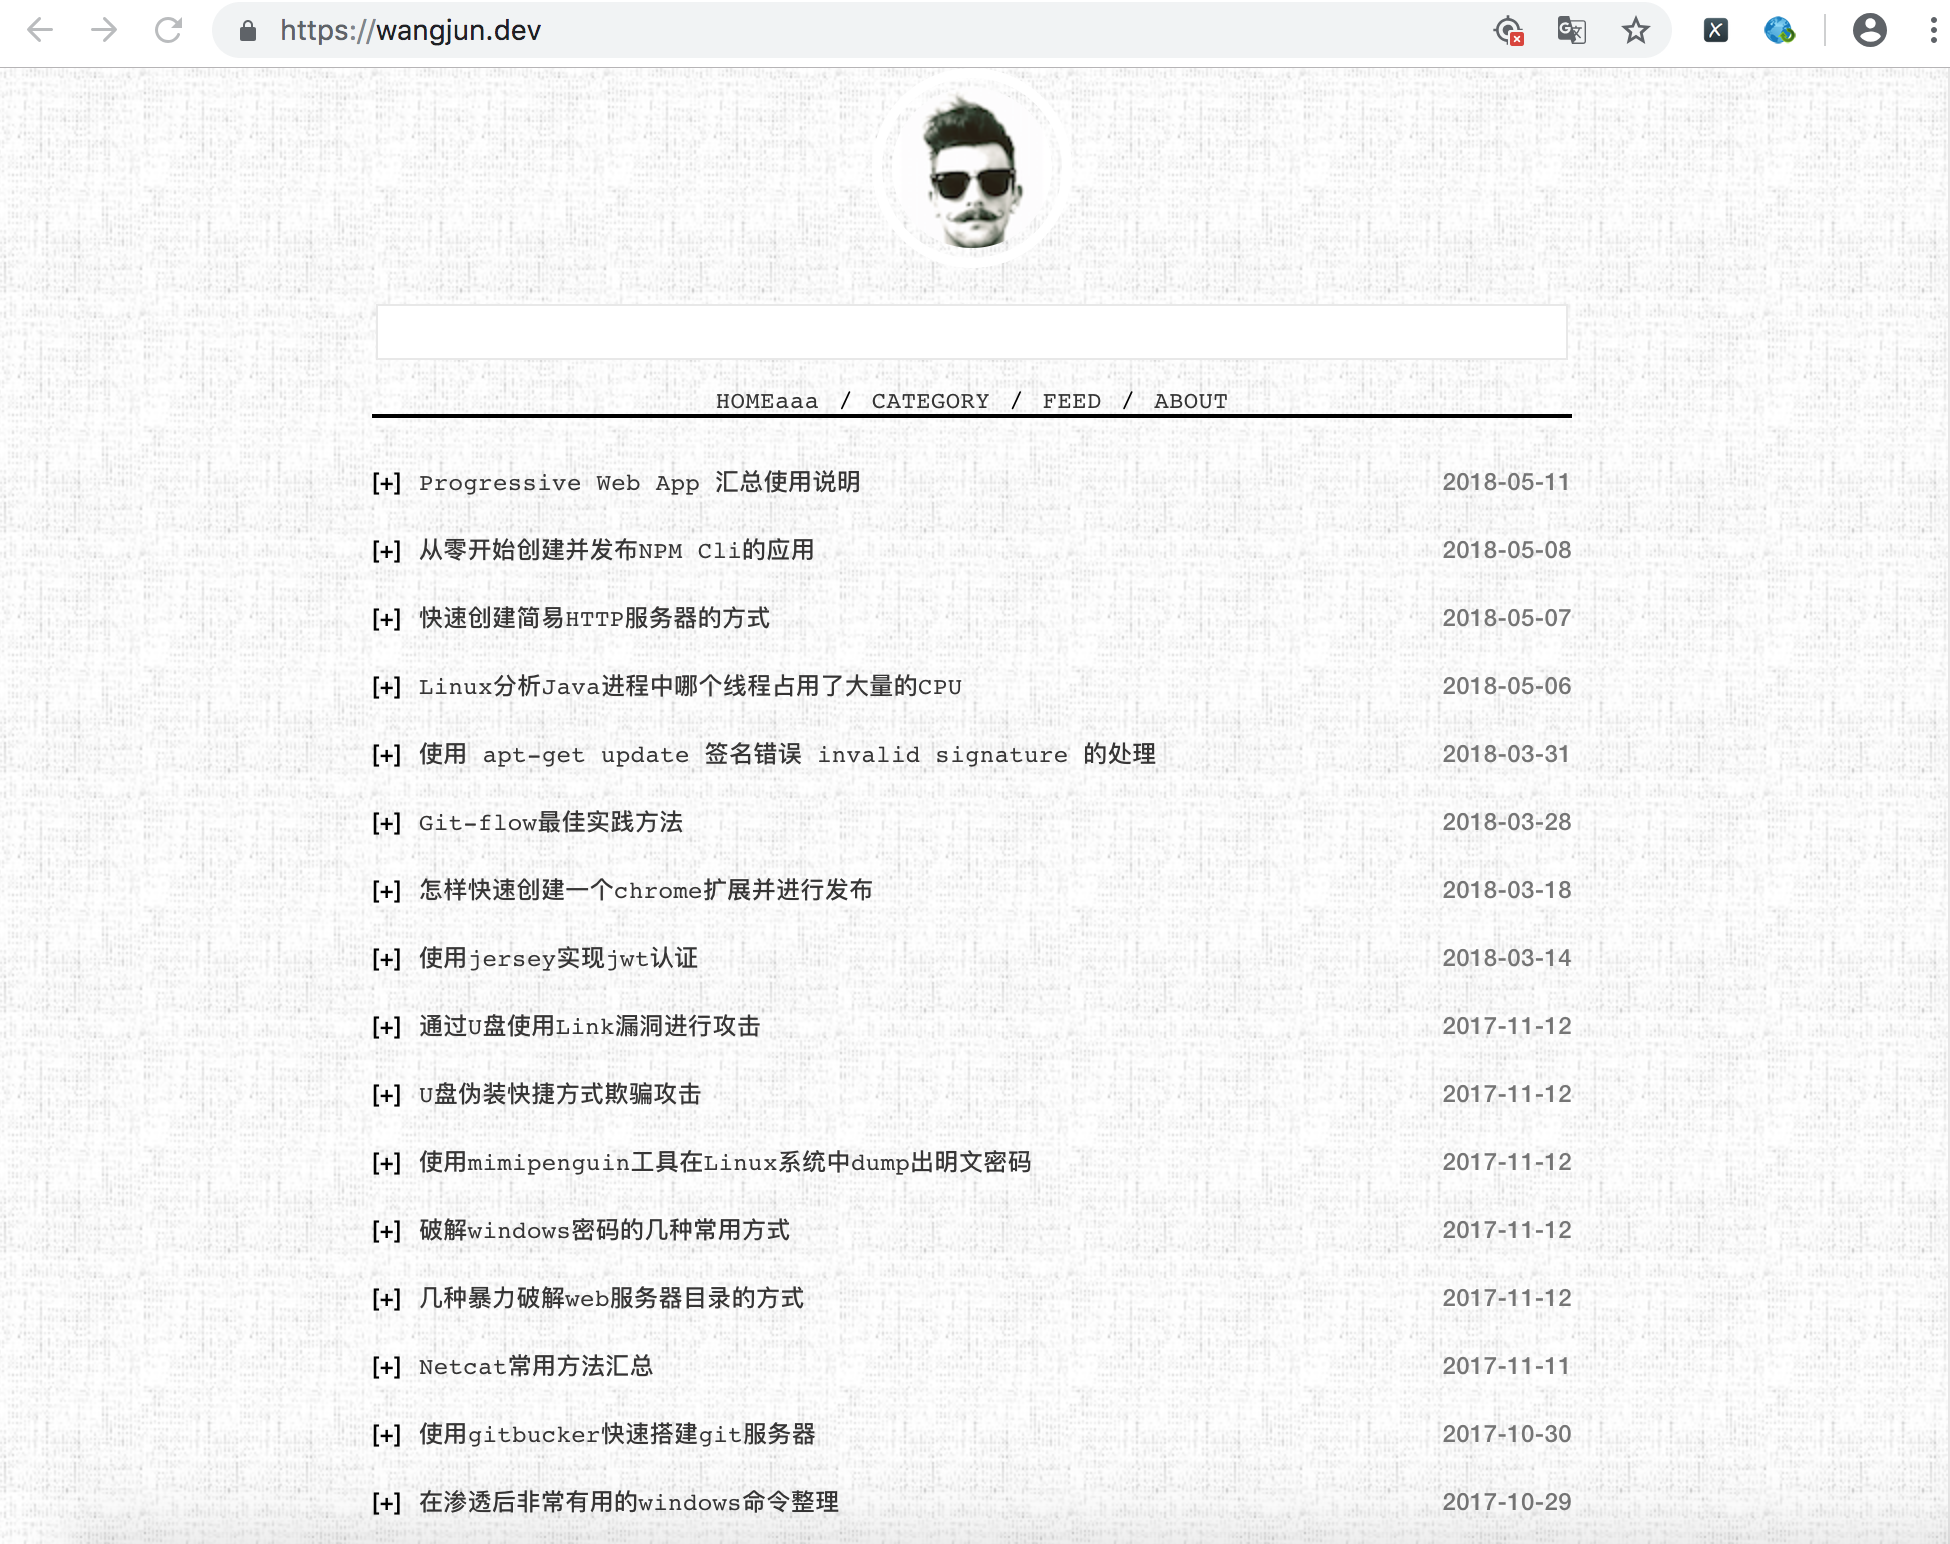 https://wangjun.dev
HOMEaaa / CATEGORY / FEED / ABOUT
[+] Progressive Web App 汇总使用说明 2018-05-11
[+] 从零开始创建并发布NPM Cli的应用 2018-05-08
[+] 快速创建简易HTTP服务器的方式 2018-05-07
[+] Linux分析Java进程中哪个线程占用了大量的CPU 2018-05-06
[+] 使用 apt-get update 签名错误 invalid signature 的处理 2018-03-31
[+] Git-flow最佳实践方法 2018-03-28
[+] 怎样快速创建一个chrome扩展并进行发布 2018-03-18
[+] 使用jersey实现jwt认证 2018-03-14
[+] 通过U盘使用Link漏洞进行攻击 2017-11-12
[+] U盘伪装快捷方式欺骗攻击 2017-11-12
[+] 使用mimipenguin工具在Linux系统中dump出明文密码 2017-11-12
[+] 破解windows密码的几种常用方式 2017-11-12
[+] 几种暴力破解web服务器目录的方式 2017-11-12
[+] Netcat常用方法汇总 2017-11-11
[+] 使用gitbucker快速搭建git服务器 2017-10-30
[+] 在渗透后非常有用的windows命令整理 2017-10-29